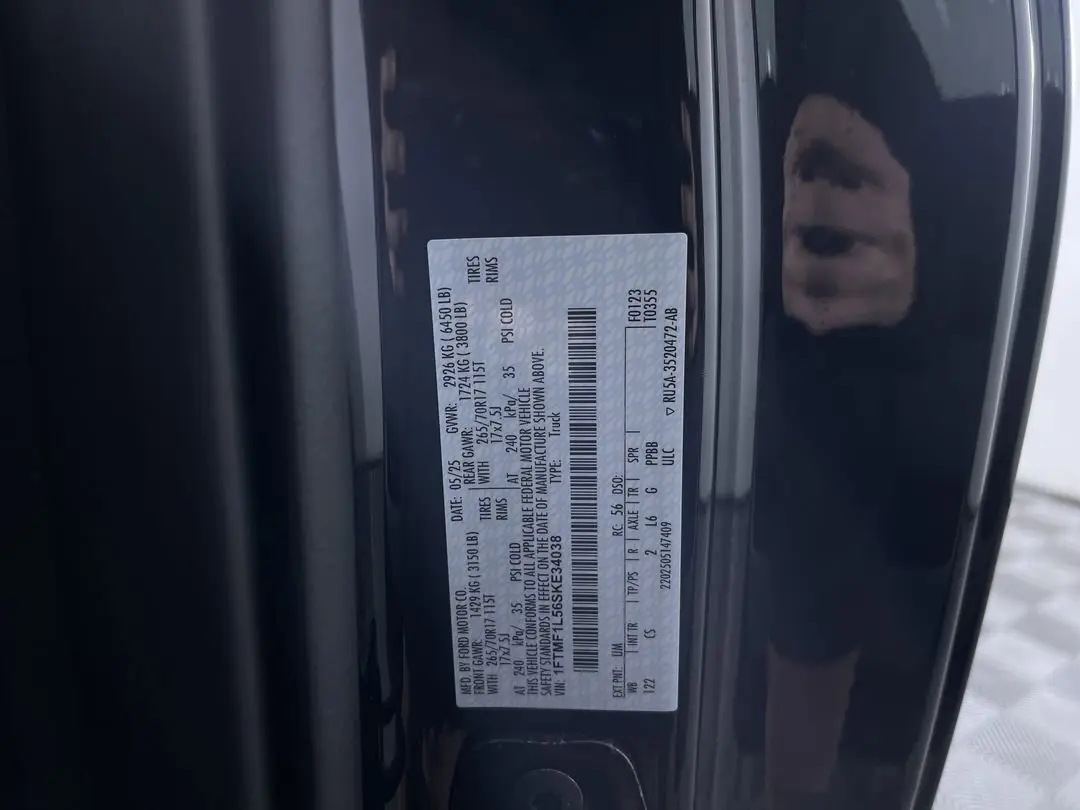 MFD. BY FORD MOTOR CO.
DATE: 05/25 GVWR: 2926 KG ( 6450 LB)
FRONT GAWR: 1429 KG ( 3150 LB) REAR GAWR: 1724 KG ( 3800 LB)
WITH 265/70R17 115T TIRES WITH 265/70R17 115T TIRES
17x7.5J RIMS 17x7.5J RIMS
AT 240 kPa/ 35 PSI COLD AT 240 kPa/ 35 PSI COLD
THIS VEHICLE CONFORMS TO ALL APPLICABLE FEDERAL MOTOR VEHICLE
SAFETY STANDARDS IN EFFECT ON THE DATE OF MANUFACTURE SHOWN ABOVE.
VIN: 1FTMF1L56SKE34038 TYPE: Truck
EXT PNT: UM RC: 56 DSO: F0123
WB | INT TR | TP/PS | R | AXLE | TR | SPR | T0355
122 CS 2 L6 G PPBB
2202505147409 ULC ▽ RU5A-3520472-AB